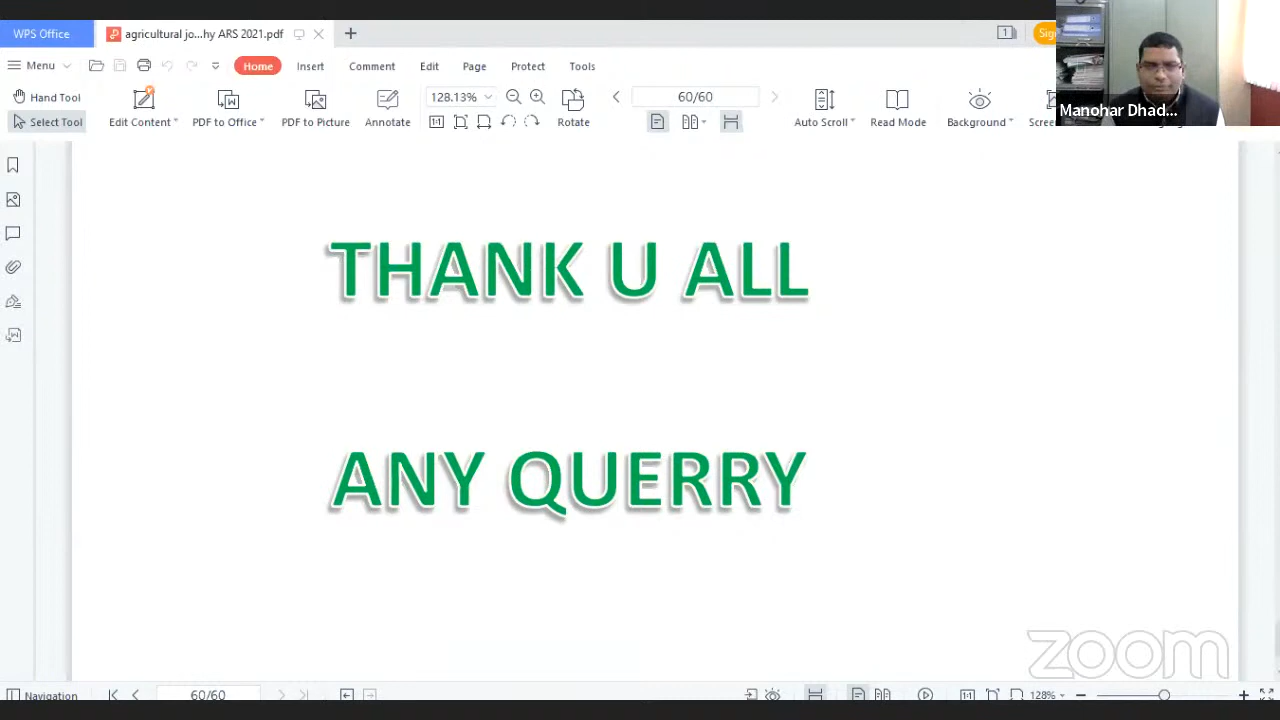 WPS Office
agricultural jo...hy ARS 2021.pdf
1
Menu
Home
Insert
Comment
Edit
Page
Protect
Tools
Hand Tool
Select Tool
Edit Content
PDF to Office
PDF to Picture
Annotate
128.13%
Rotate
60/60
Auto Scroll
Read Mode
Background
Manohar Dhad...
THANK U ALL
ANY QUERRY
zoom
Navigation
60/60
128%